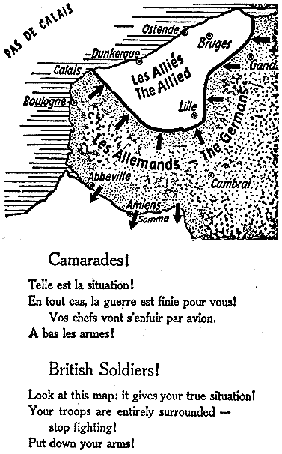 PAS DE CALAIS
Ostende
Bruges
Dunkerque
Calais
Les Alliés
The Allied
Gand
Boulogne
Lille
Les Allemands
The Germans
Abbeville
Cambrai
Amiens
Somme
Camarades!
Telle est la situation!
En tout cas, la guerre est finie pour vous!
Vos chefs vont s'enfuir par avion.
A bas les armes!
British Soldiers!
Look at this map: it gives your true situation!
Your troops are entirely surrounded —
stop fighting!
Put down your arms!